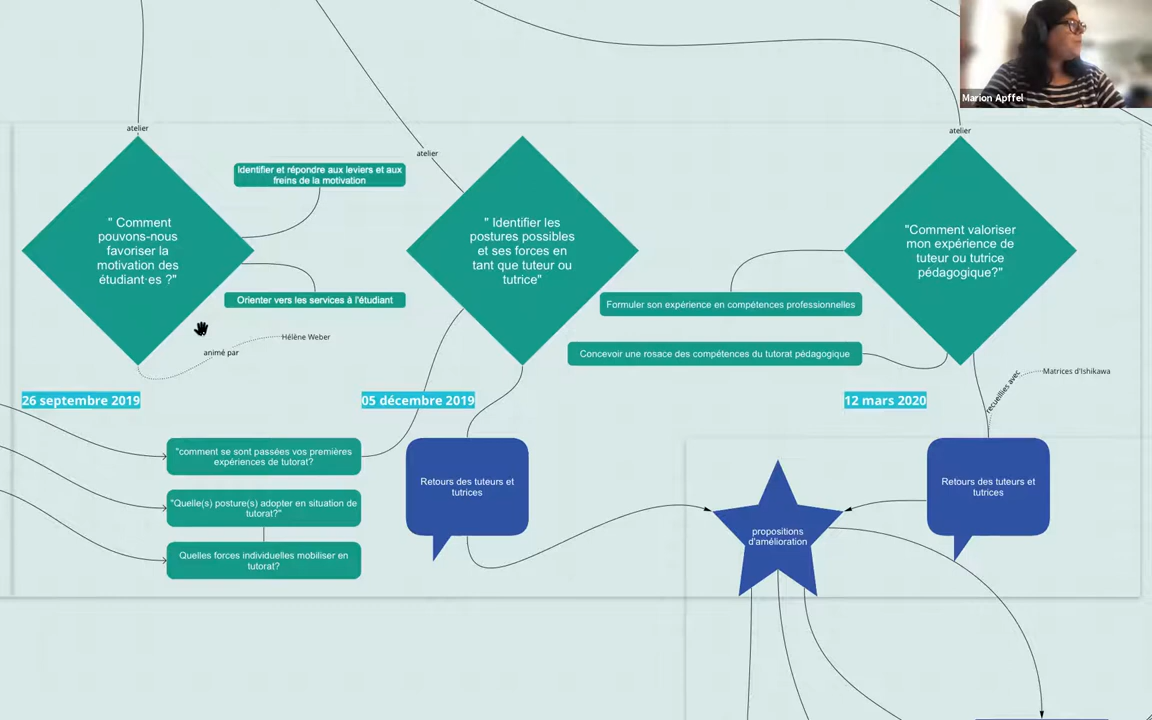 Marion Apffel
atelier
atelier
atelier
" Comment
pouvons-nous
favoriser la
motivation des
étudiant·es ?"
Identifier et répondre aux leviers et aux
freins de la motivation
Orienter vers les services à l'étudiant
animé par
Hélène Weber
" Identifier les
postures possibles
et ses forces en
tant que tuteur ou
tutrice"
"Comment valoriser
mon expérience de
tuteur ou tutrice
pédagogique?"
Formuler son expérience en compétences professionnelles
Concevoir une rosace des compétences du tutorat pédagogique
recueillies avec
Matrices d'Ishikawa
26 septembre 2019
05 décembre 2019
12 mars 2020
"comment se sont passées vos premières
expériences de tutorat?
"Quelle(s) posture(s) adopter en situation de
tutorat?"
Quelles forces individuelles mobiliser en
tutorat?
Retours des tuteurs et
tutrices
propositions
d'amélioration
Retours des tuteurs et
tutrices